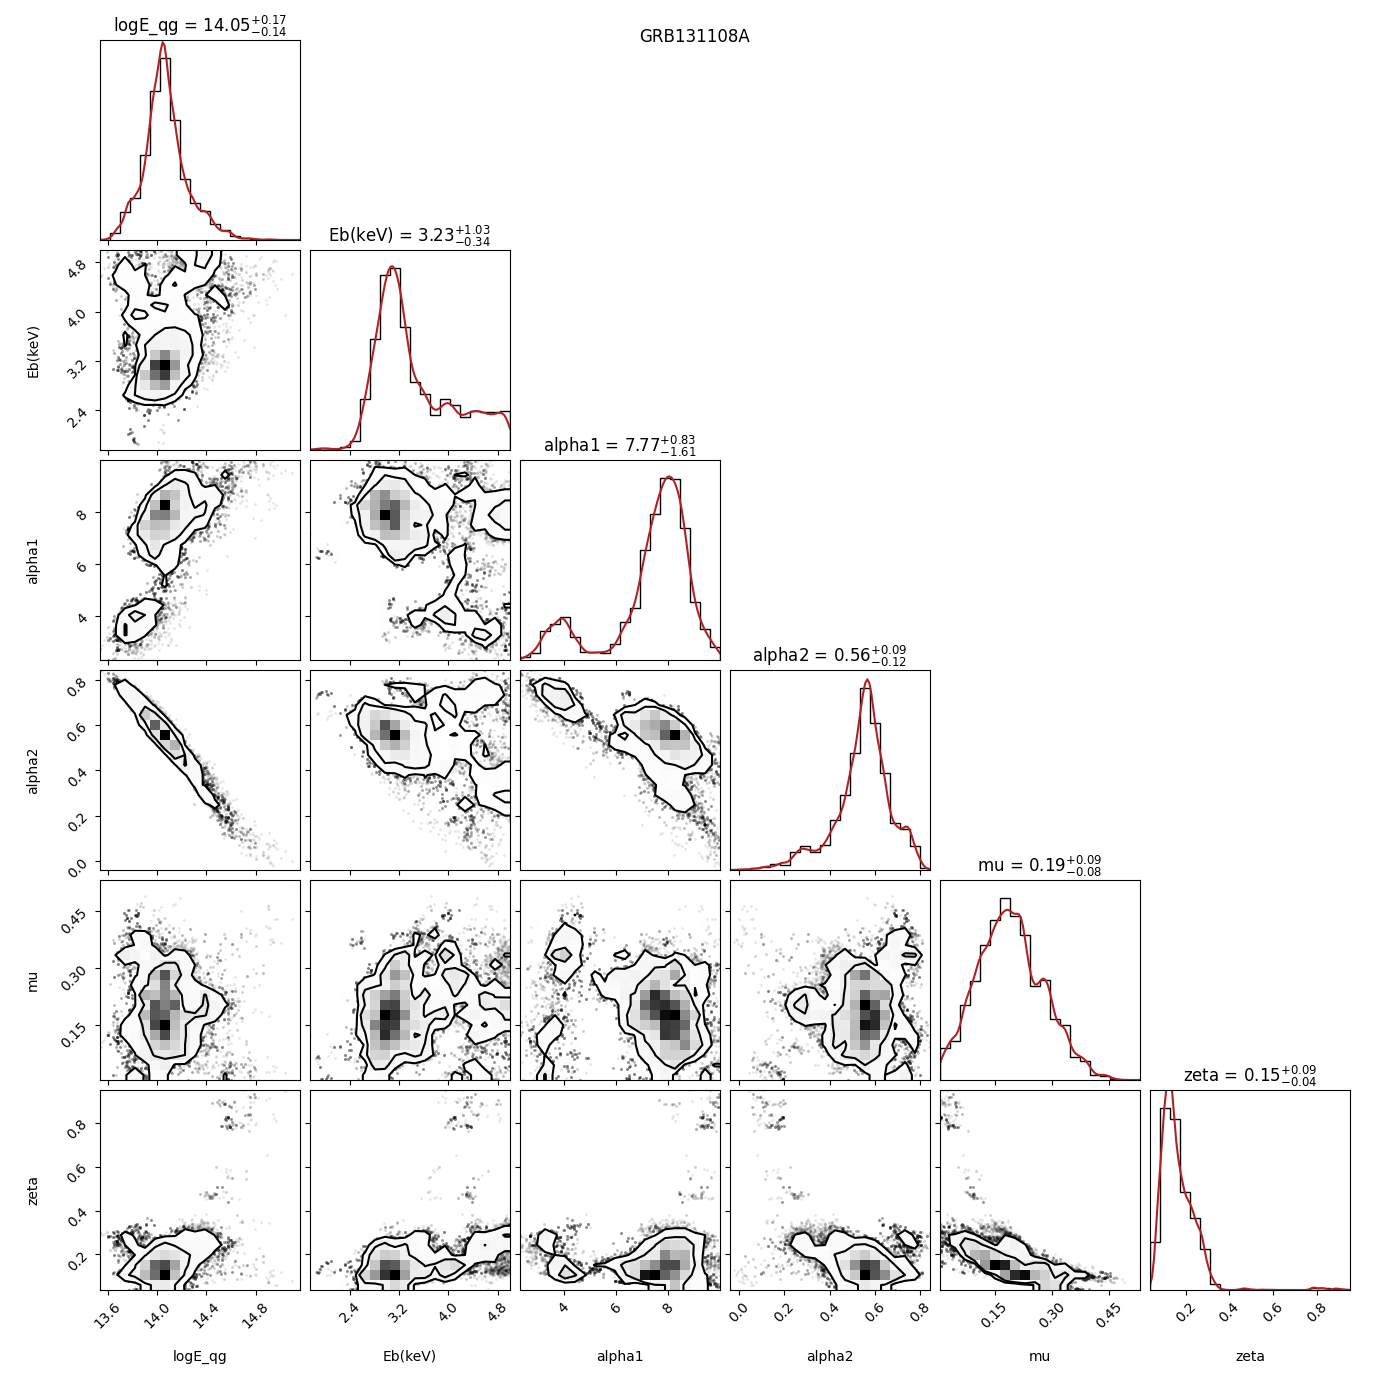 logE_qg = 14.05+0.17−0.14
GRB131108A
Eb(keV) = 3.23+1.03−0.34
4.8
4.0
3.2
2.4
Eb(keV)
alpha1 = 7.77+0.83−1.61
8
6
4
alpha1
alpha2 = 0.56+0.09−0.12
0.8
0.6
0.4
0.2
0.0
alpha2
mu = 0.19+0.09−0.08
0.45
0.30
0.15
mu
zeta = 0.15+0.09−0.04
0.8
0.6
0.4
0.2
zeta
13.6 14.0 14.4 14.8 2.4 3.2 4.0 4.8 4 6 8 0.0 0.2 0.4 0.6 0.8 0.15 0.30 0.45 0.2 0.4 0.6 0.8
logE_qg Eb(keV) alpha1 alpha2 mu zeta